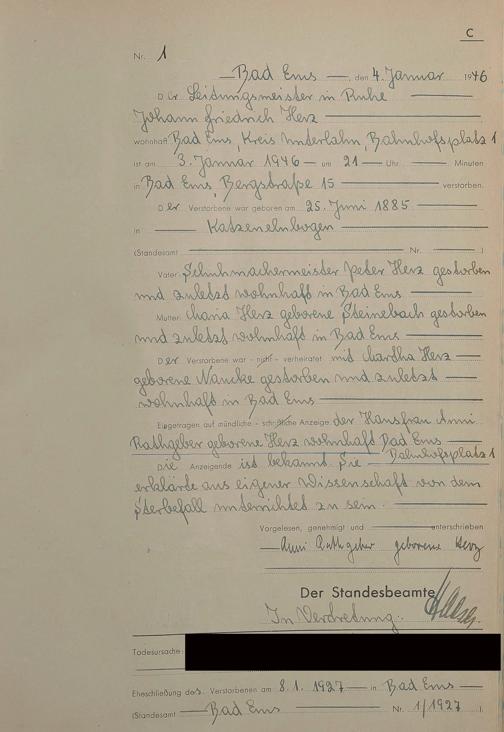 C
Nr. 1
Bad Ems, den 4. Januar 1946
Der Leitungsmeister in Ruhe
Johann Friedrich Herz
wohnhaft Bad Ems, Kreis Unterlahn, Bahnhofsplatz 1
ist am 3. Januar 1946 um 21 Uhr Minuten
in Bad Ems, Bergstraße 15 verstorben.
Der Verstorbene war geboren am 25. Juni 1885
in Katzenelnbogen
(Standesamt Nr. )
Vater: Schuhmachermeister Peter Herz gestorben
und zuletzt wohnhaft in Bad Ems
Mutter: Maria Herz geborene Steinebach gestorben
und zuletzt wohnhaft in Bad Ems
Der Verstorbene war - nicht - verheiratet mit Martha Herz
geborene Nancke gestorben und zuletzt
wohnhaft in Bad Ems
Eingetragen auf mündliche - schriftliche Anzeige der Hausfrau Anni
Rathgeber geborene Herz wohnhaft Bad Ems
Bahnhofsplatz 1
Die Anzeigende ist bekannt. Sie
erklärte aus eigener Wissenschaft von dem
Sterbefall unterrichtet zu sein.
Vorgelesen, genehmigt und unterschrieben
Anni Rathgeber geborene Herz
Der Standesbeamte
In Vertretung:
Todesursache:
Eheschließung des Verstorbenen am 8.1.1927 in Bad Ems
(Standesamt Bad Ems Nr. 1/1927 ).